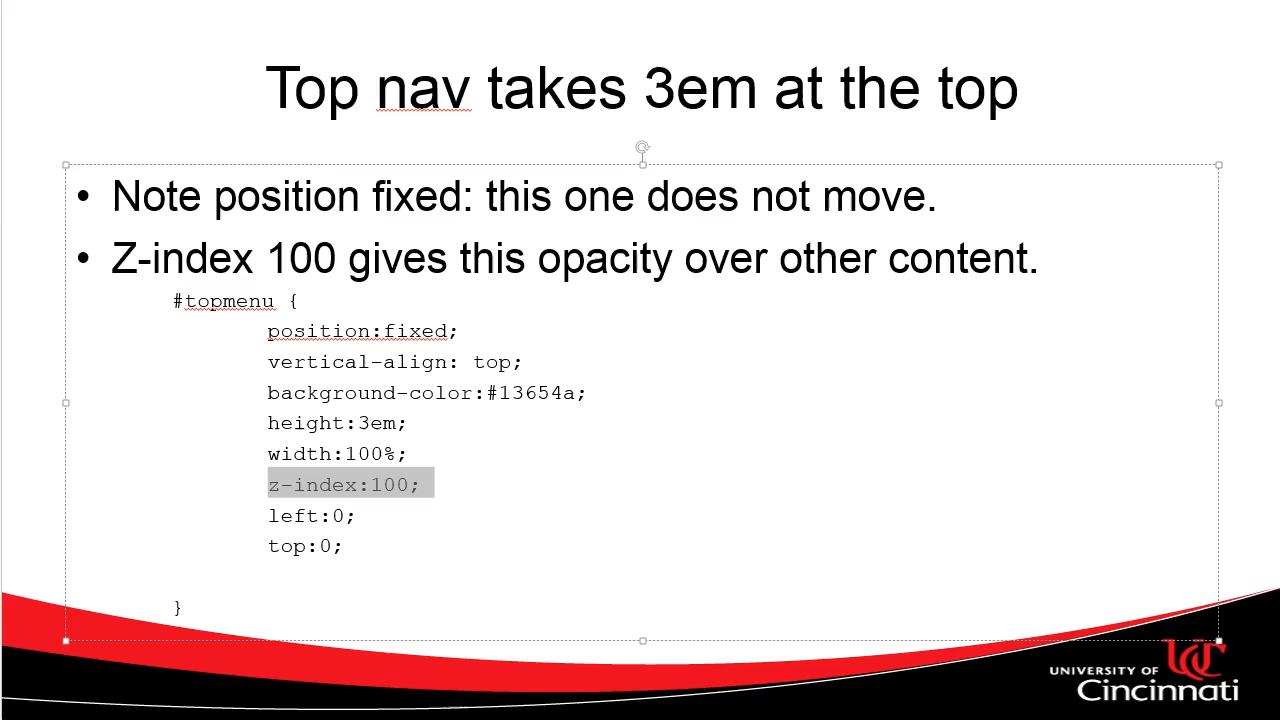 Top nav takes 3em at the top
• Note position fixed: this one does not move.
• Z-index 100 gives this opacity over other content.
#topmenu {
position:fixed;
vertical-align: top;
background-color:#13654a;
height:3em;
width:100%;
z-index:100;
left:0;
top:0;
}
UC
UNIVERSITY OF
Cincinnati